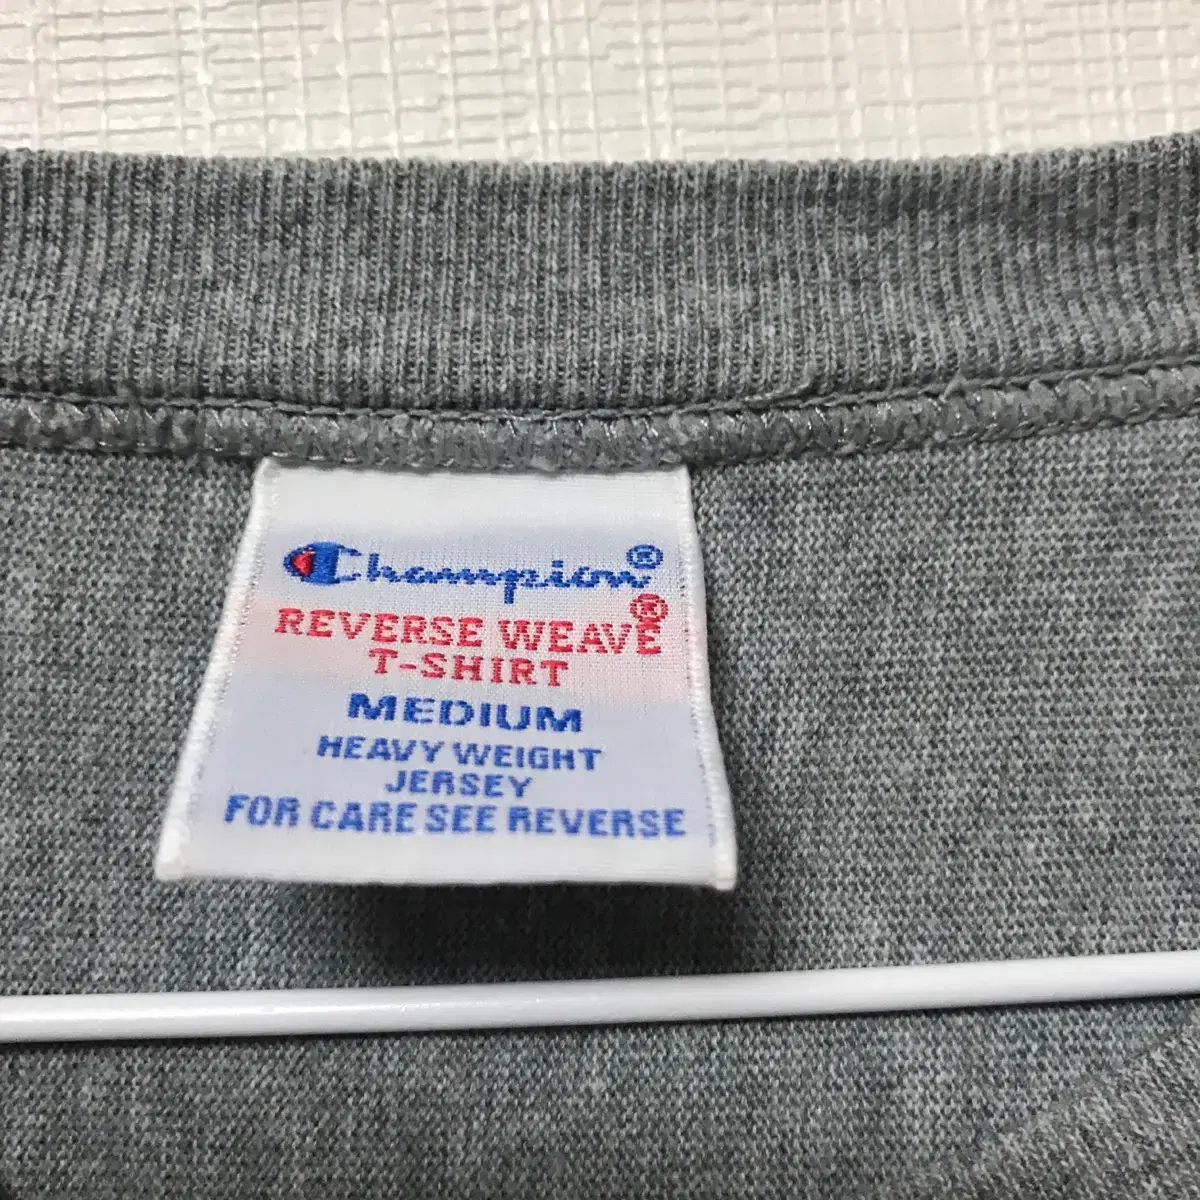 Champion®
REVERSE WEAVE®
T-SHIRT
MEDIUM
HEAVY WEIGHT
JERSEY
FOR CARE SEE REVERSE